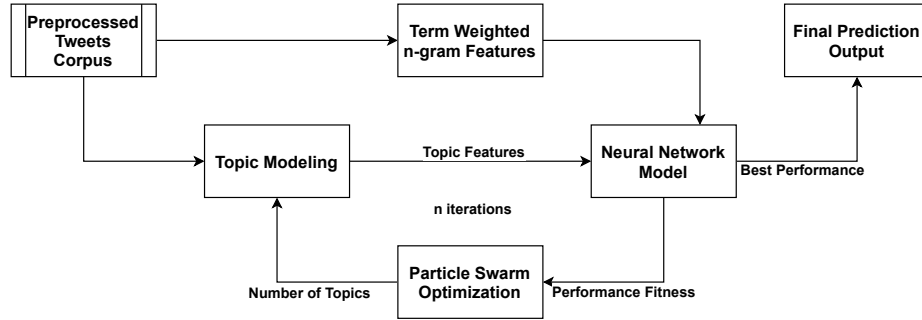 Preprocessed
Tweets
Corpus
Term Weighted
n-gram Features
Final Prediction
Output
Topic Modeling
Topic Features
Neural Network
Model
Best Performance
n iterations
Particle Swarm
Optimization
Number of Topics
Performance Fitness